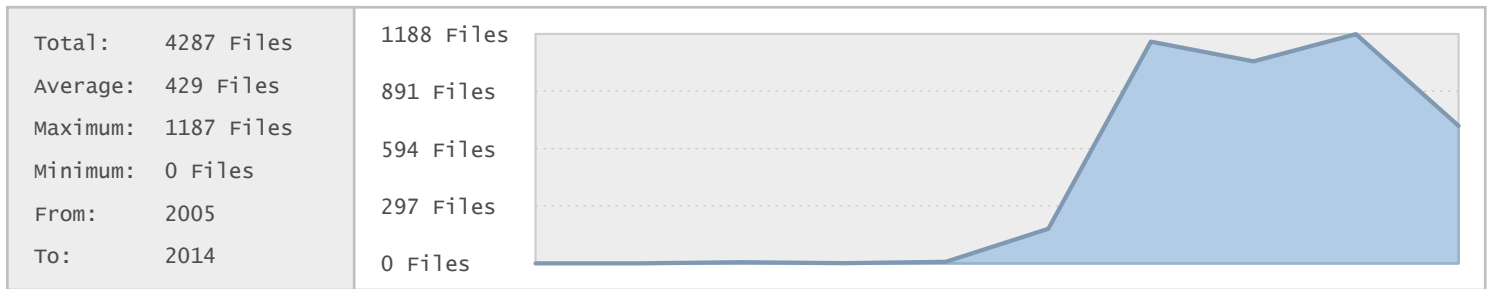 Total: 4287 Files
Average: 429 Files
Maximum: 1187 Files
Minimum: 0 Files
From: 2005
To: 2014
1188 Files
891 Files
594 Files
297 Files
0 Files